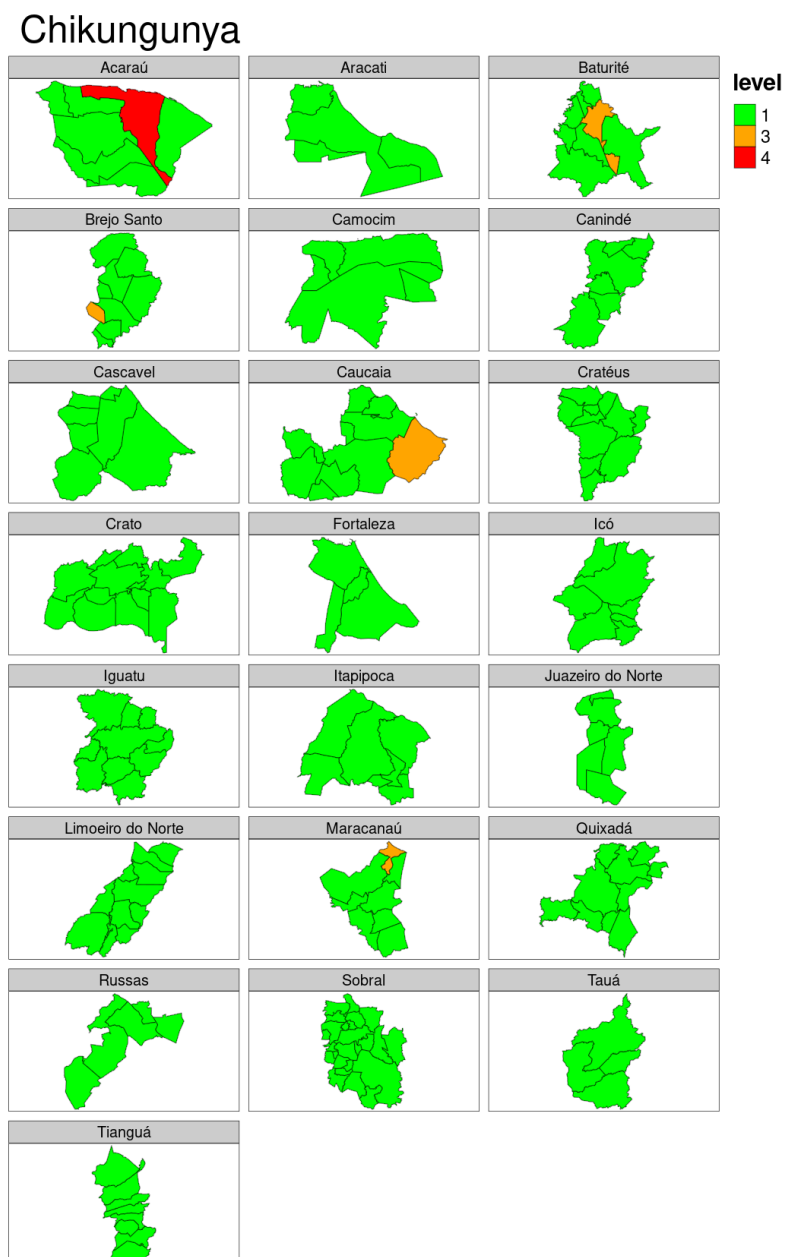 Chikungunya
Acaraú
Aracati
Baturité
level
1
3
4
Brejo Santo
Camocim
Canindé
Cascavel
Caucaia
Cratéus
Crato
Fortaleza
Icó
Iguatu
Itapipoca
Juazeiro do Norte
Limoeiro do Norte
Maracanaú
Quixadá
Russas
Sobral
Tauá
Tianguá